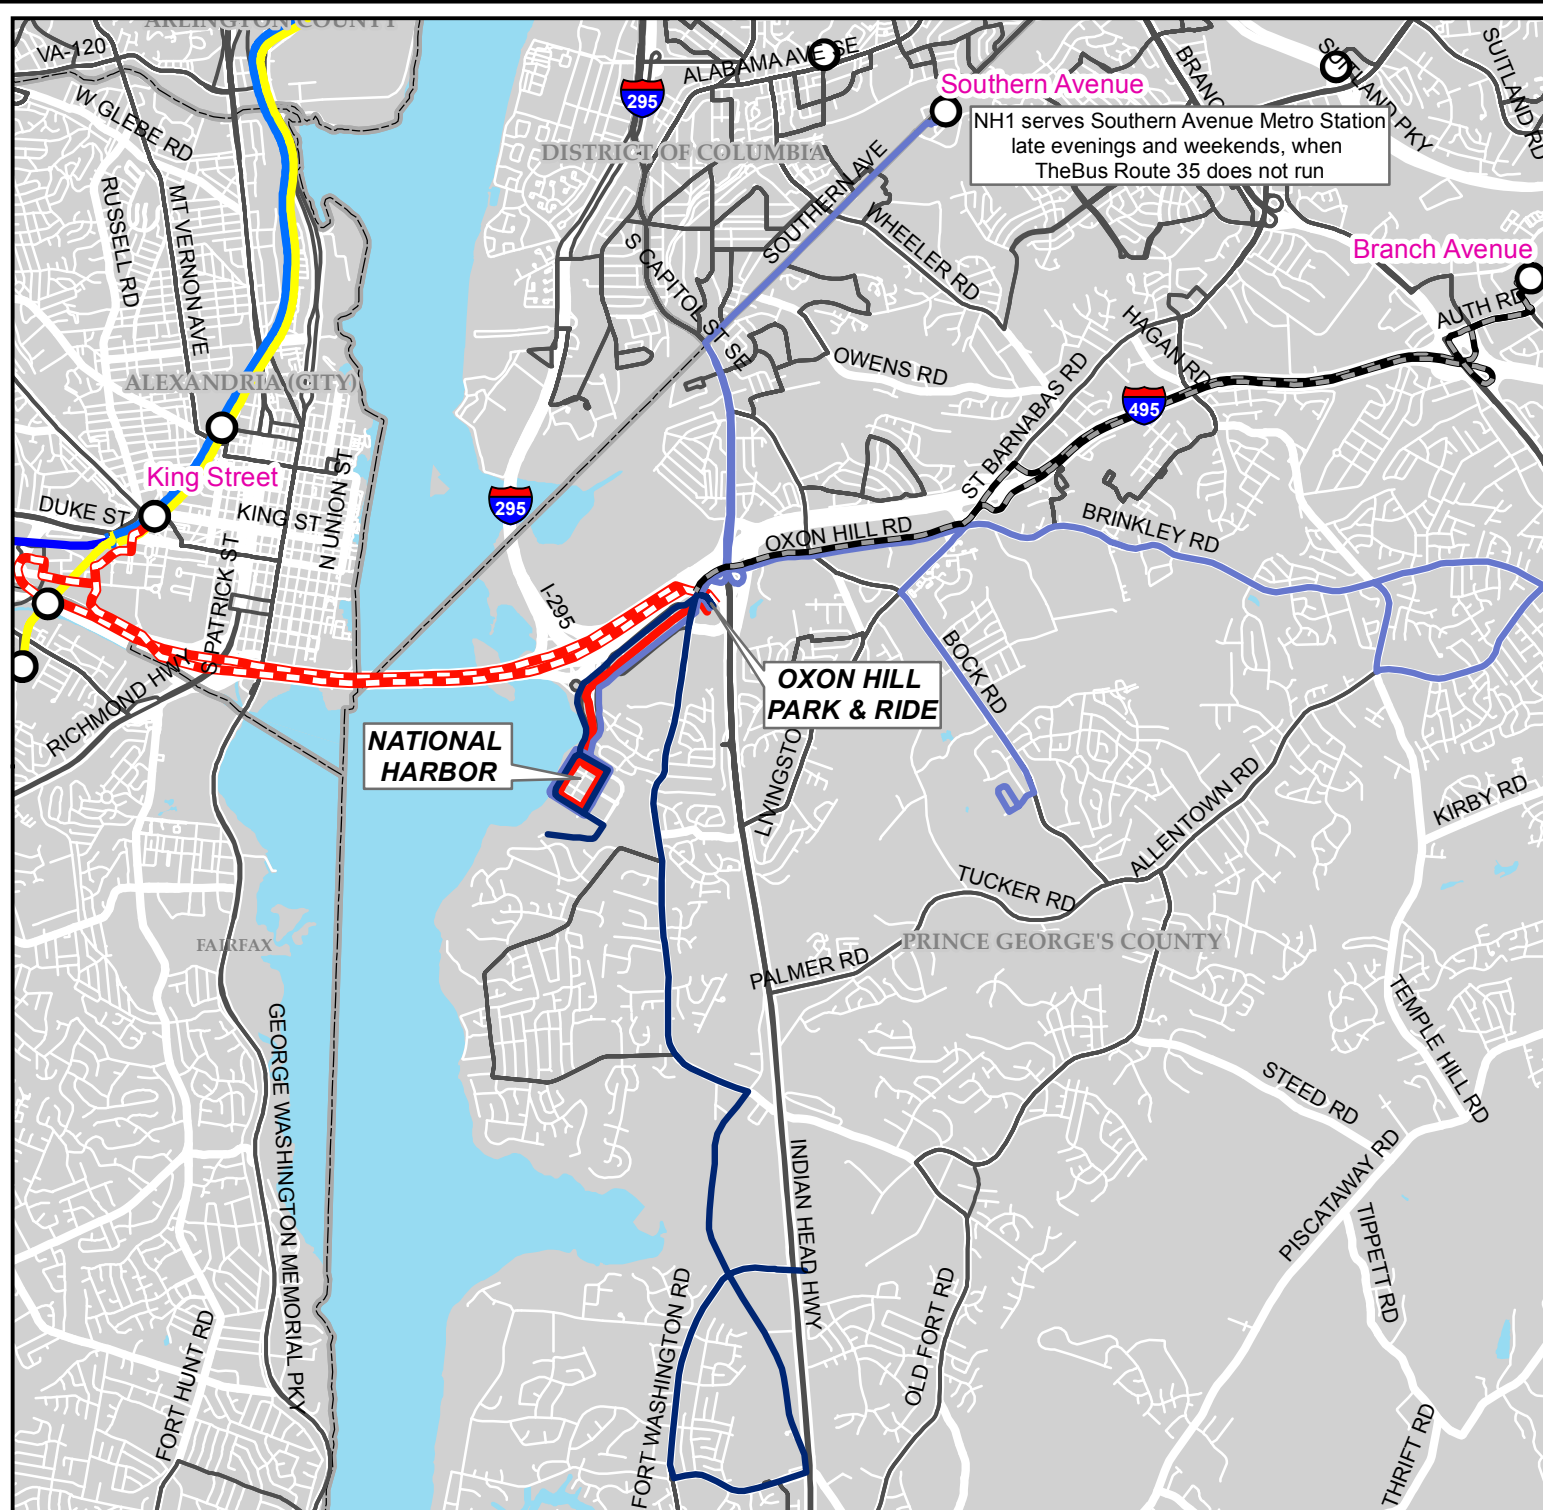 ARLINGTON COUNTY
VA-120
W GLEBE RD
RUSSELL RD
MT VERNON AVE
ALEXANDRIA (CITY)
King Street
DUKE ST
KING ST
N UNION ST
S PATRICK ST
RICHMOND HWY
295
ALABAMA AVE SE
Southern Avenue
NH1 serves Southern Avenue Metro Station
late evenings and weekends, when
TheBus Route 35 does not run
DISTRICT OF COLUMBIA
SOUTHERN AVE
WHEELER RD
S CAPITOL ST SE
BRANC
SUITLAND PKY
SUITLAND RD
Branch Avenue
AUTH RD
HAGAN RD
OWENS RD
495
ST BARNABAS RD
295
I-295
OXON HILL RD
BRINKLEY RD
BOCK RD
OXON HILL
PARK & RIDE
NATIONAL
HARBOR
LIVINGSTO
ALLENTOWN RD
KIRBY RD
TUCKER RD
PALMER RD
PRINCE GEORGE'S COUNTY
FAIRFAX
GEORGE WASHINGTON MEMORIAL PKY
TEMPLE HILL RD
STEED RD
PISCATAWAY RD
TIPPETT RD
INDIAN HEAD HWY
FORT WASHINGTON RD
OLD FORT RD
FORT HUNT RD
THRIFT RD